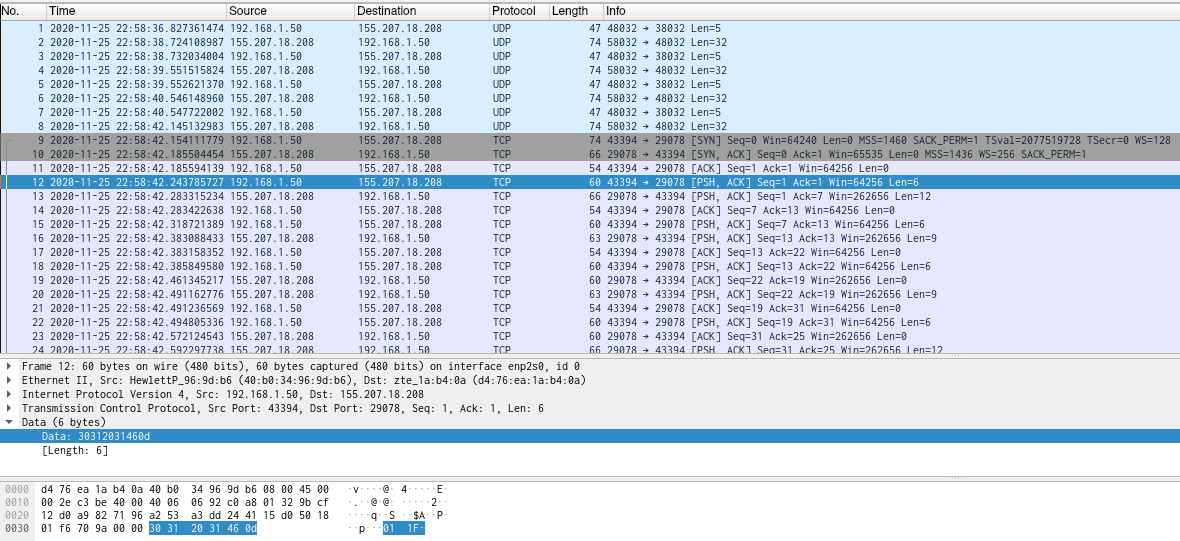 No. Time Source Destination Protocol Length Info
1 2020-11-25 22:58:36.827361474 192.168.1.50 155.207.18.208 UDP 47 48032 → 38032 Len=5
2 2020-11-25 22:58:38.724108987 155.207.18.208 192.168.1.50 UDP 74 58032 → 48032 Len=32
3 2020-11-25 22:58:38.732034004 192.168.1.50 155.207.18.208 UDP 47 48032 → 38032 Len=5
4 2020-11-25 22:58:39.551515824 155.207.18.208 192.168.1.50 UDP 74 58032 → 48032 Len=32
5 2020-11-25 22:58:39.552621370 192.168.1.50 155.207.18.208 UDP 47 48032 → 38032 Len=5
6 2020-11-25 22:58:40.546148960 155.207.18.208 192.168.1.50 UDP 74 58032 → 48032 Len=32
7 2020-11-25 22:58:40.547722002 192.168.1.50 155.207.18.208 UDP 47 48032 → 38032 Len=5
8 2020-11-25 22:58:42.145132983 155.207.18.208 192.168.1.50 UDP 74 58032 → 48032 Len=32
9 2020-11-25 22:58:42.154111779 192.168.1.50 155.207.18.208 TCP 74 43394 → 29078 [SYN] Seq=0 Win=64240 Len=0 MSS=1460 SACK_PERM=1 TSval=2077519728 TSecr=0 WS=128
10 2020-11-25 22:58:42.185504454 155.207.18.208 192.168.1.50 TCP 66 29078 → 43394 [SYN, ACK] Seq=0 Ack=1 Win=65535 Len=0 MSS=1436 WS=256 SACK_PERM=1
11 2020-11-25 22:58:42.185594139 192.168.1.50 155.207.18.208 TCP 54 43394 → 29078 [ACK] Seq=1 Ack=1 Win=64256 Len=0
12 2020-11-25 22:58:42.243785727 192.168.1.50 155.207.18.208 TCP 60 43394 → 29078 [PSH, ACK] Seq=1 Ack=1 Win=64256 Len=6
13 2020-11-25 22:58:42.283315234 155.207.18.208 192.168.1.50 TCP 66 29078 → 43394 [PSH, ACK] Seq=1 Ack=7 Win=262656 Len=12
14 2020-11-25 22:58:42.283422638 192.168.1.50 155.207.18.208 TCP 54 43394 → 29078 [ACK] Seq=7 Ack=13 Win=64256 Len=0
15 2020-11-25 22:58:42.318721389 192.168.1.50 155.207.18.208 TCP 60 43394 → 29078 [PSH, ACK] Seq=7 Ack=13 Win=64256 Len=6
16 2020-11-25 22:58:42.383088433 155.207.18.208 192.168.1.50 TCP 63 29078 → 43394 [PSH, ACK] Seq=13 Ack=13 Win=262656 Len=9
17 2020-11-25 22:58:42.383158352 192.168.1.50 155.207.18.208 TCP 54 43394 → 29078 [ACK] Seq=13 Ack=22 Win=64256 Len=0
18 2020-11-25 22:58:42.385849580 192.168.1.50 155.207.18.208 TCP 60 43394 → 29078 [PSH, ACK] Seq=13 Ack=22 Win=64256 Len=6
19 2020-11-25 22:58:42.461345217 155.207.18.208 192.168.1.50 TCP 60 29078 → 43394 [ACK] Seq=22 Ack=19 Win=262656 Len=0
20 2020-11-25 22:58:42.491162776 155.207.18.208 192.168.1.50 TCP 63 29078 → 43394 [PSH, ACK] Seq=22 Ack=19 Win=262656 Len=9
21 2020-11-25 22:58:42.491236569 192.168.1.50 155.207.18.208 TCP 54 43394 → 29078 [ACK] Seq=19 Ack=31 Win=64256 Len=0
22 2020-11-25 22:58:42.494805336 192.168.1.50 155.207.18.208 TCP 60 43394 → 29078 [PSH, ACK] Seq=19 Ack=31 Win=64256 Len=6
23 2020-11-25 22:58:42.572124543 155.207.18.208 192.168.1.50 TCP 60 29078 → 43394 [ACK] Seq=31 Ack=25 Win=262656 Len=0
24 2020-11-25 22:58:42.592297738 155.207.18.208 192.168.1.50 TCP 66 29078 → 43394 [PSH, ACK] Seq=31 Ack=25 Win=262656 Len=12
Frame 12: 60 bytes on wire (480 bits), 60 bytes captured (480 bits) on interface enp2s0, id 0
Ethernet II, Src: HewlettP_96:9d:b6 (40:b0:34:96:9d:b6), Dst: zte_1a:b4:0a (d4:76:ea:1a:b4:0a)
Internet Protocol Version 4, Src: 192.168.1.50, Dst: 155.207.18.208
Transmission Control Protocol, Src Port: 43394, Dst Port: 29078, Seq: 1, Ack: 1, Len: 6
Data (6 bytes)
Data: 30312031460d
[Length: 6]
0000 d4 76 ea 1a b4 0a 40 b0 34 96 9d b6 08 00 45 00 ·v····@· 4·····E·
0010 00 2e c3 be 40 00 40 06 06 92 c0 a8 01 32 9b cf ·.··@·@· ·····2··
0020 12 d0 a9 82 71 96 a2 53 a3 dd 24 41 15 d0 50 18 ····q··S ··$A··P·
0030 01 f6 70 9a 00 00 30 31 20 31 46 0d ··p···01 1F·